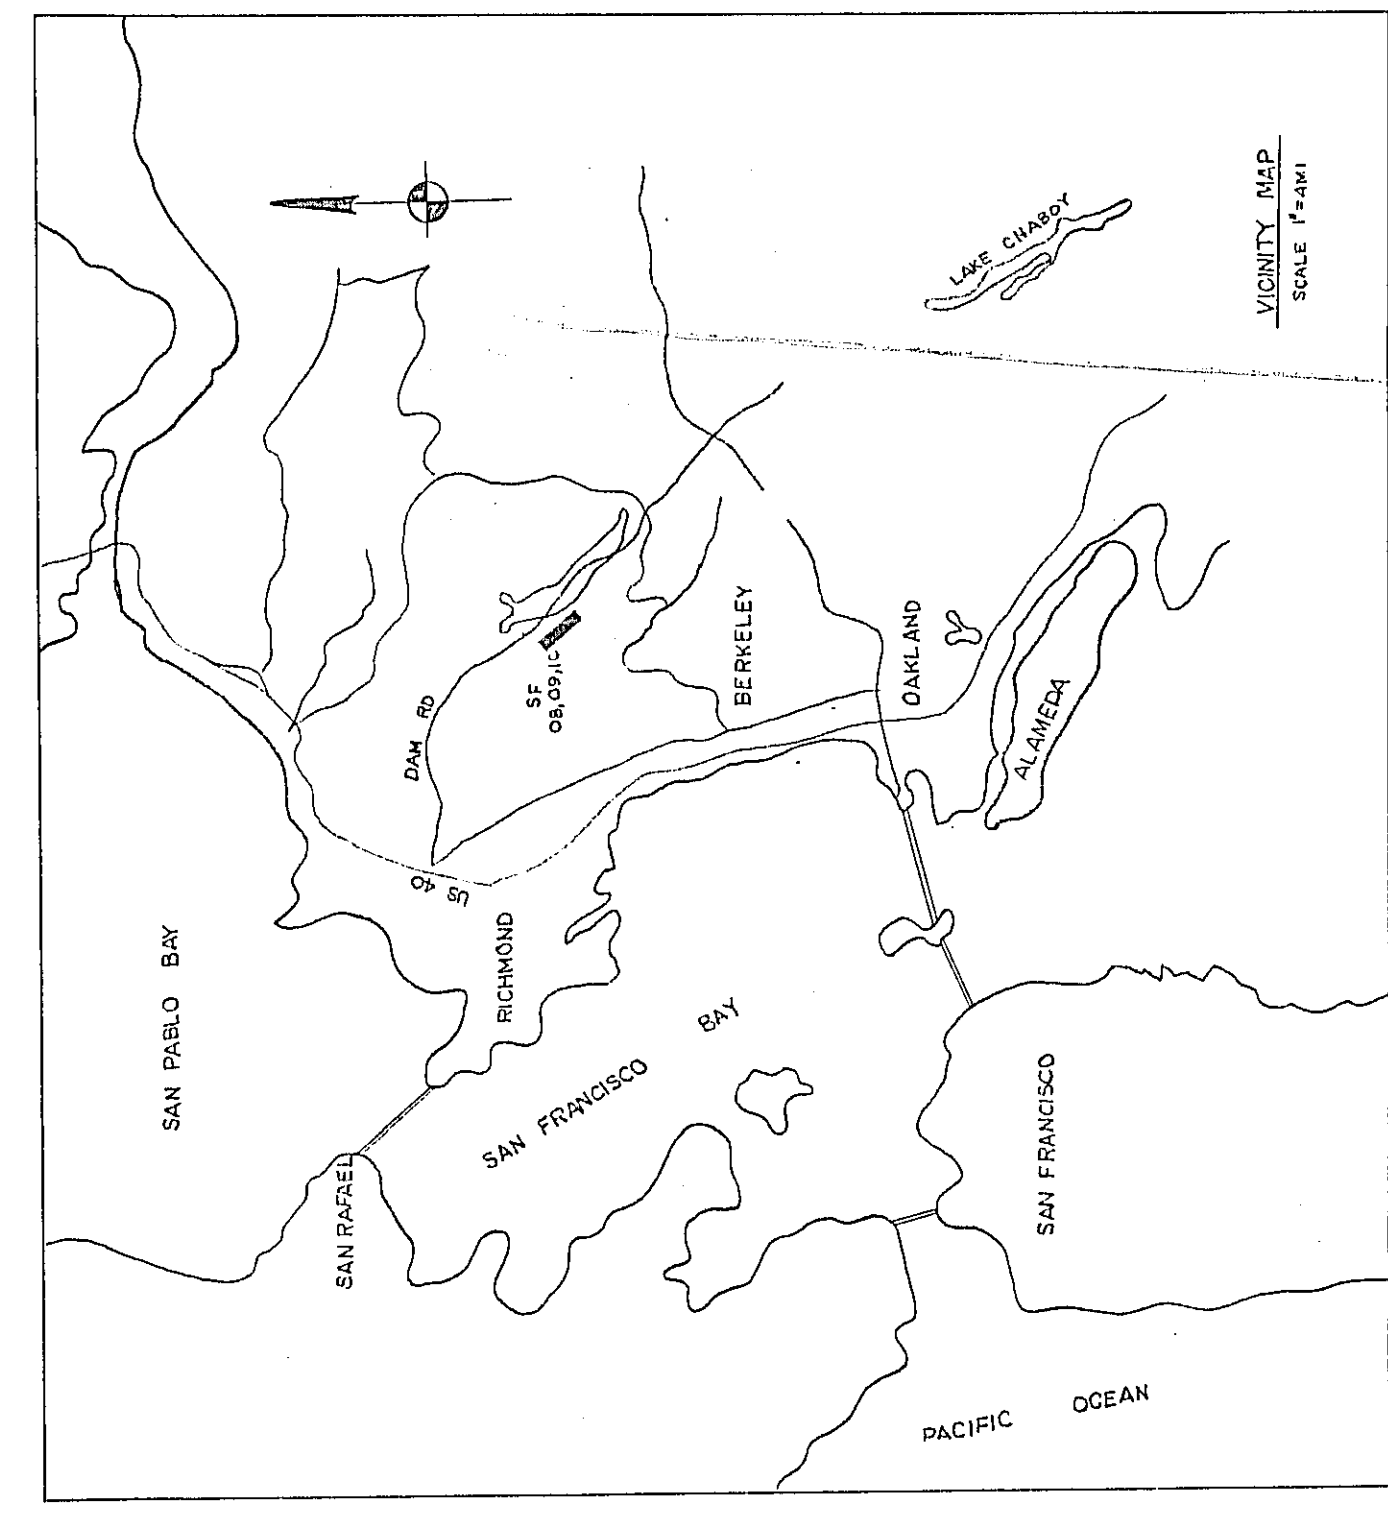 SAN PABLO BAY
SAN RAFAEL
RICHMOND
US 40
DAM RD
SF
08,09,1C
SAN FRANCISCO BAY
BERKELEY
OAKLAND
ALAMEDA
LAKE CHABOY
SAN FRANCISCO
PACIFIC OCEAN
VICINITY MAP
SCALE 1"=4MI